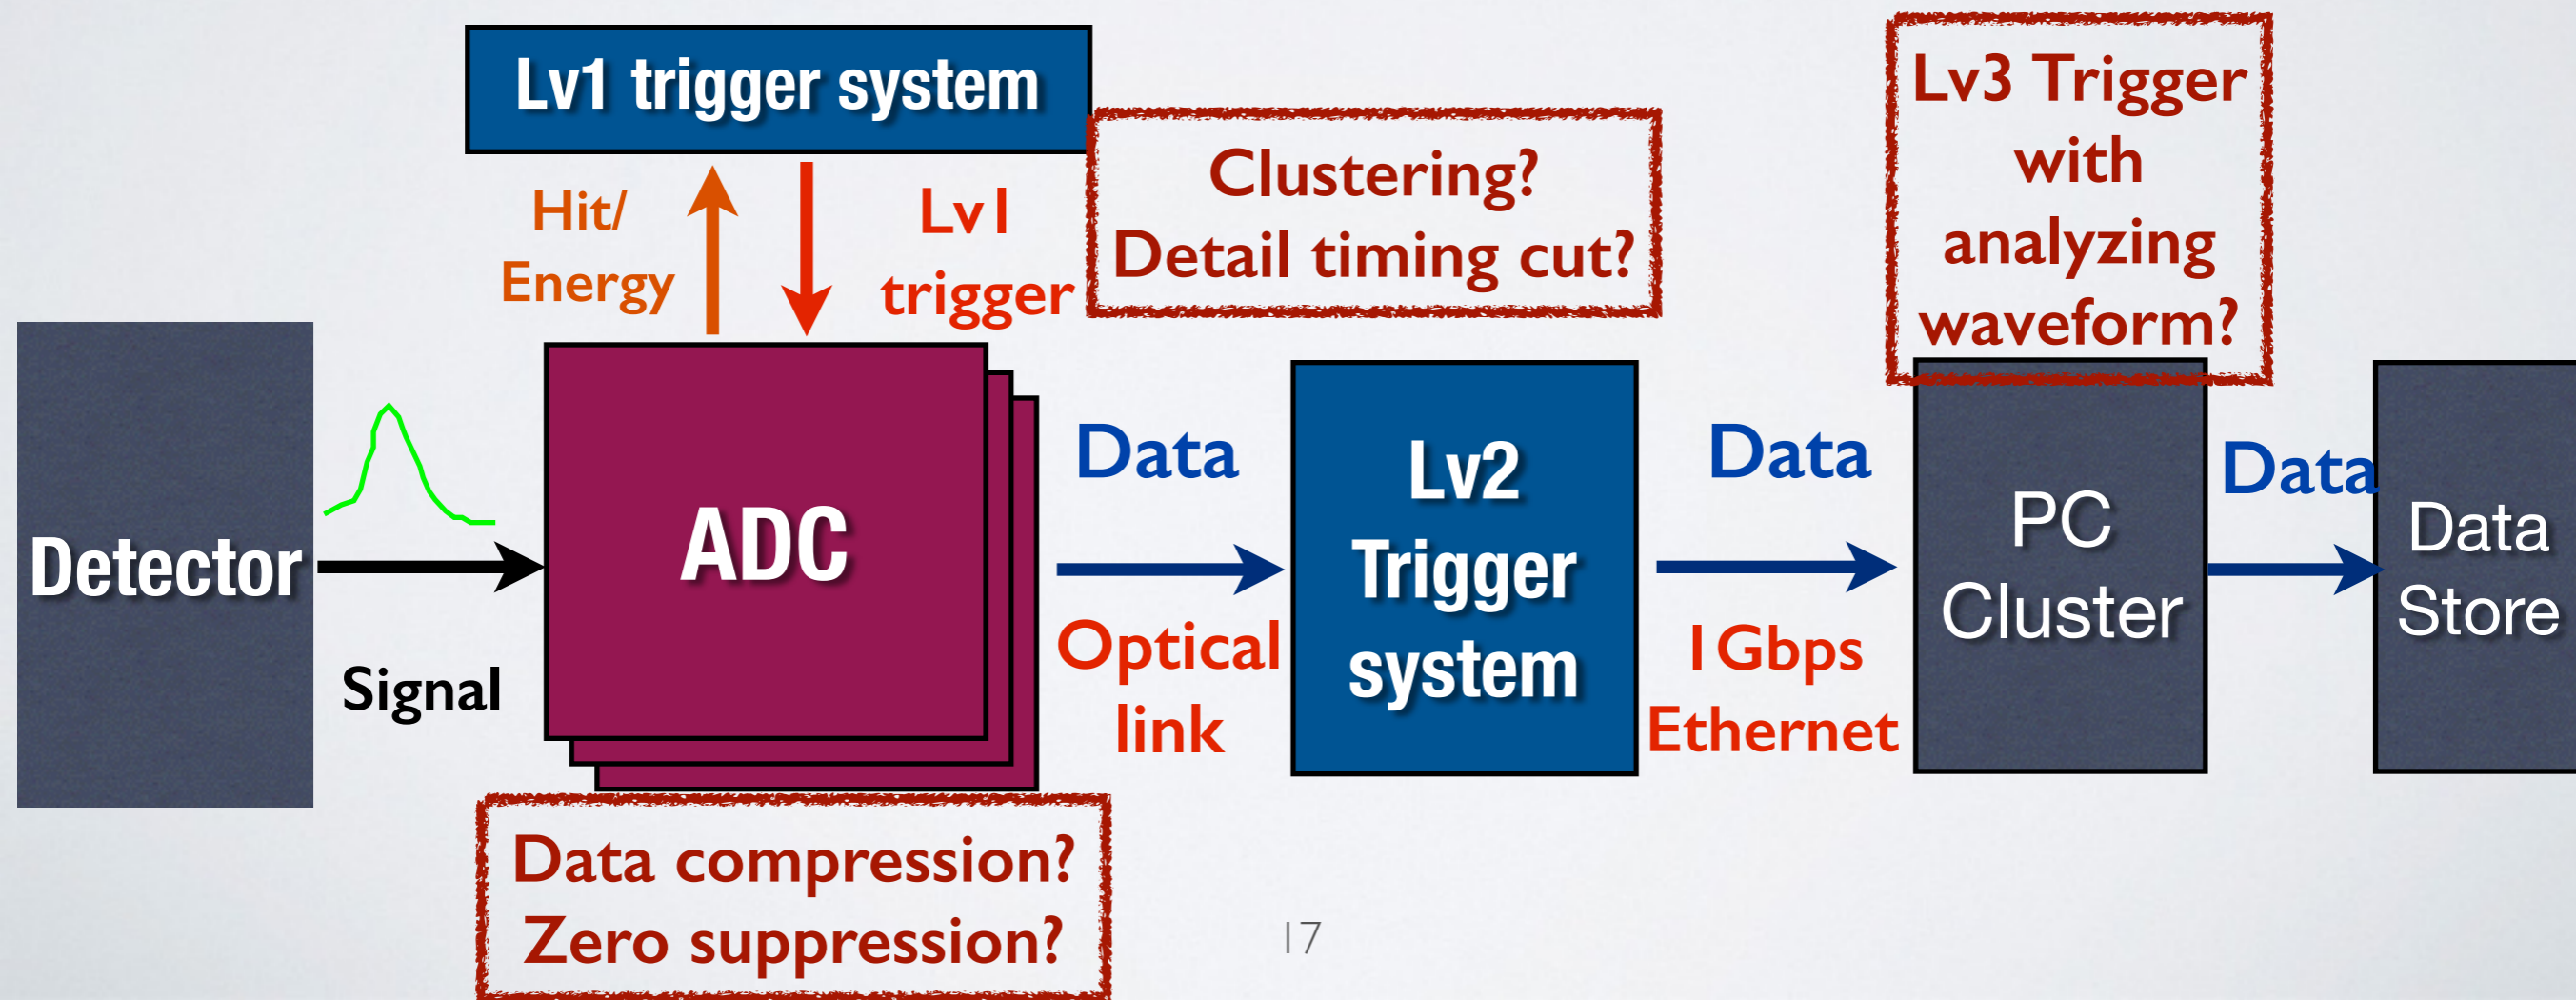 Lv1 trigger system
Hit/
Energy
Lv1
trigger
Clustering?
Detail timing cut?
Lv3 Trigger
with
analyzing
waveform?
Detector
Signal
ADC
Data
Optical
link
Lv2
Trigger
system
Data
1Gbps
Ethernet
PC
Cluster
Data
Data
Store
Data compression?
Zero suppression?
17